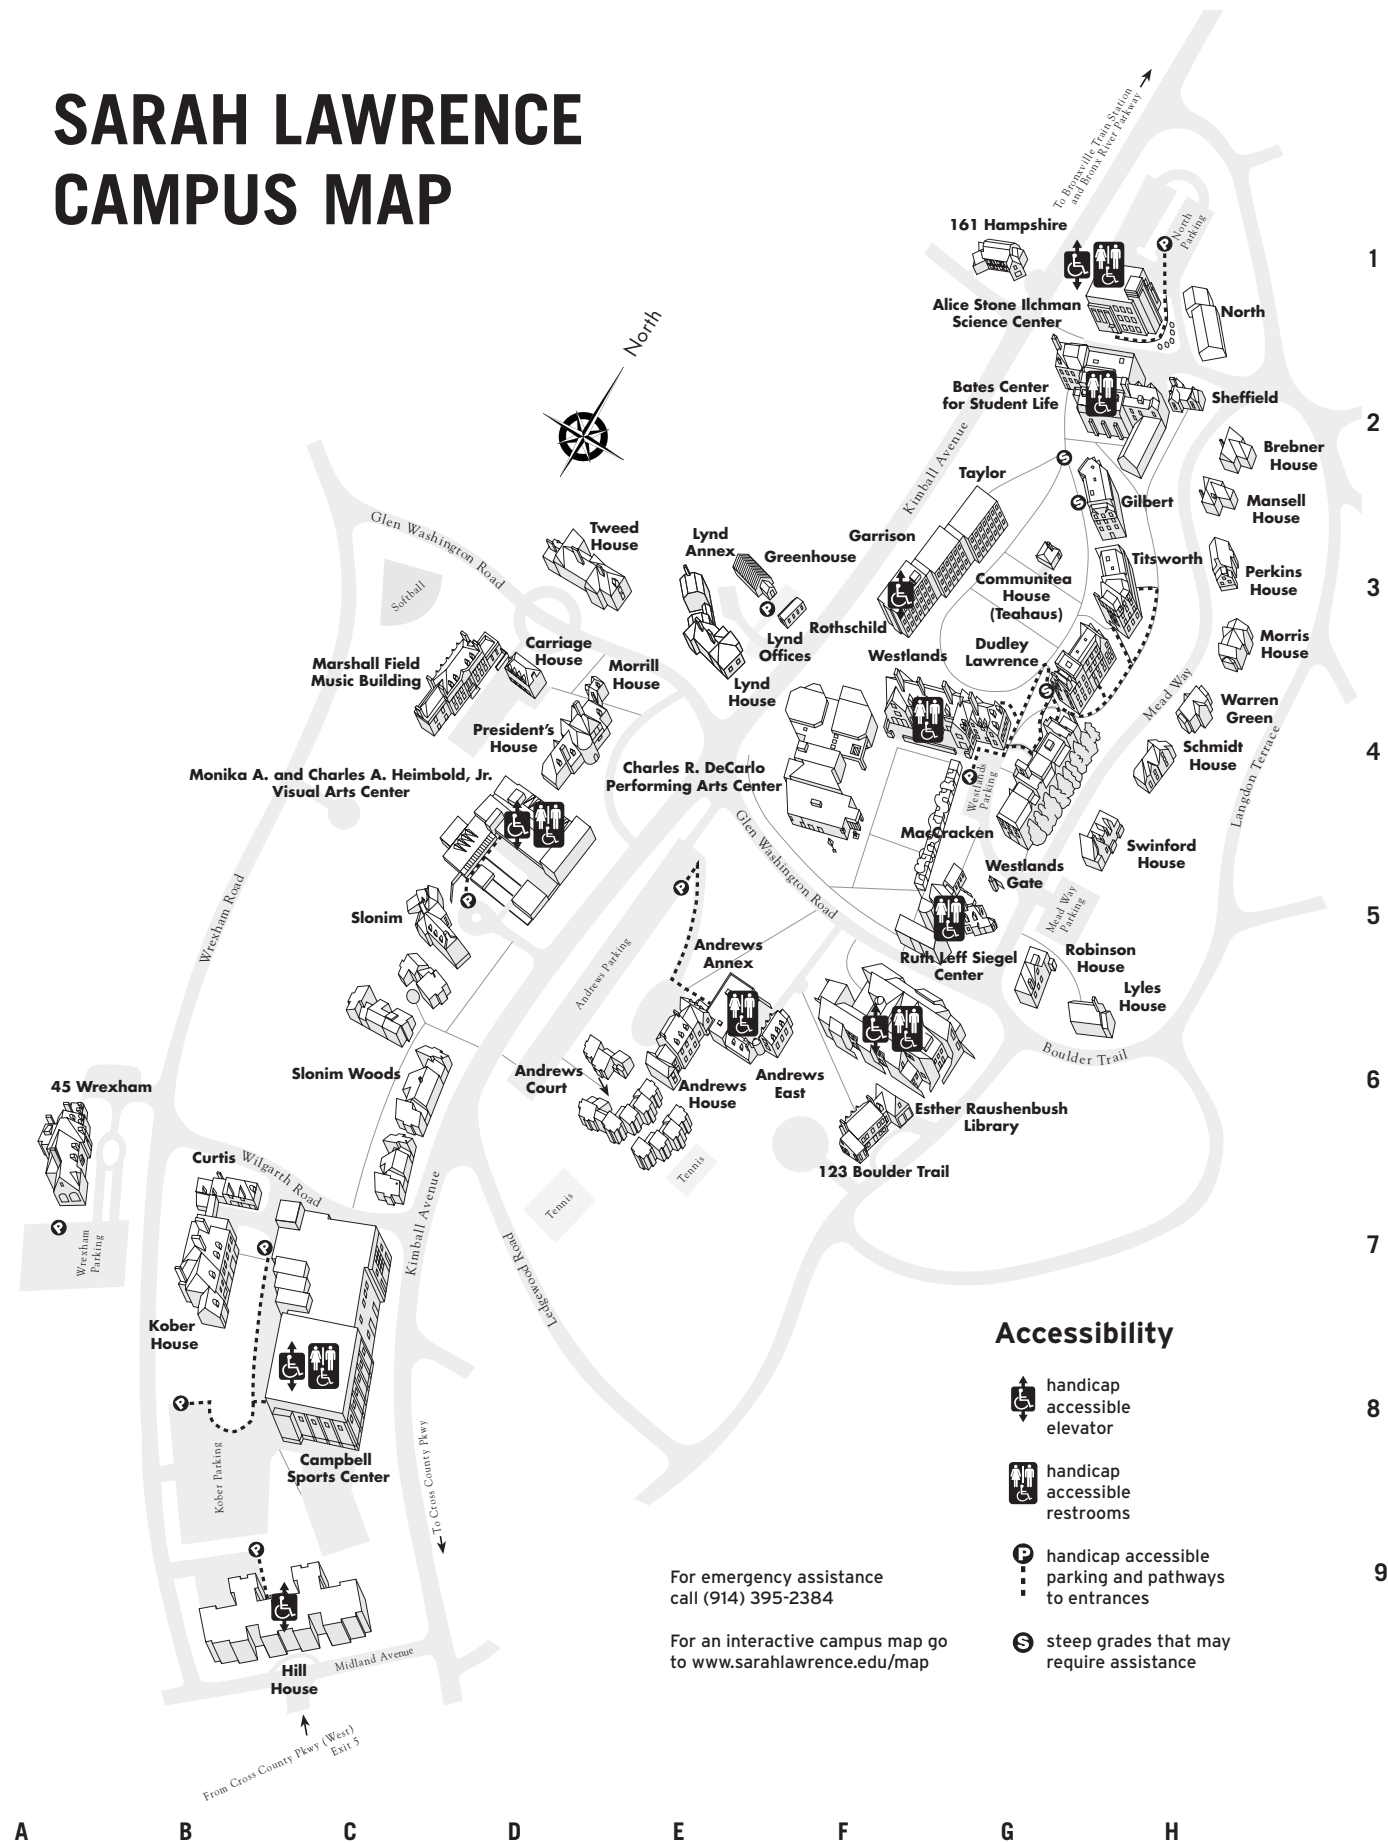 SARAH LAWRENCE
CAMPUS MAP
To Bronxville Train Station
and Bronx River Parkway
161 Hampshire
North
Parking
P
1
Alice Stone Ilchman
Science Center
North
North
Bates Center
for Student Life
Sheffield
2
Kimball Avenue
Brebner
House
S
Taylor
Glen Washington
Road
Tweed
House
Lynd
Annex
Greenhouse
Garrison
S
Gilbert
Mansell
House
Softball
P
Communitea
House
(Teahaus)
Titsworth
Perkins
House
3
Lynd
Offices
Rothschild
Carriage
House
Marshall Field
Music Building
Morrill
House
Lynd
House
Westlands
Dudley
Lawrence
S
Morris
House
Mead Way
Warren
Green
President's
House
Schmidt
House
4
Monika A. and Charles A. Heimbold, Jr.
Visual Arts Center
Charles R. DeCarlo
Performing Arts Center
P
Westlands
Parking
Langdon Terrace
MacCracken
Glen Washington
Road
Swinford
House
Westlands
Gate
Wrexham Road
P
P
Slonim
Mead Way
Parking
5
Andrews Parking
Andrews
Annex
Ruth Leff Siegel
Center
Robinson
House
Lyles
House
Boulder Trail
Slonim Woods
Andrews
Court
Andrews
House
Andrews
East
6
45 Wrexham
Esther Raushenbush
Library
123 Boulder Trail
Curtis
Wilgarth Road
Tennis
Tennis
P
Wrexham
Parking
P
Kimball Avenue
Ledgewood Road
7
Kober
House
P
Kober Parking
Campbell
Sports Center
To Cross County Pkwy
Accessibility
handicap
accessible
elevator
8
handicap
accessible
restrooms
P
handicap accessible
parking and pathways
to entrances
9
S
steep grades that may
require assistance
For emergency assistance
call (914) 395-2384
For an interactive campus map go
to www.sarahlawrence.edu/map
P
Hill
House
Midland Avenue
From Cross County Pkwy (West)
Exit 5
A
B
C
D
E
F
G
H